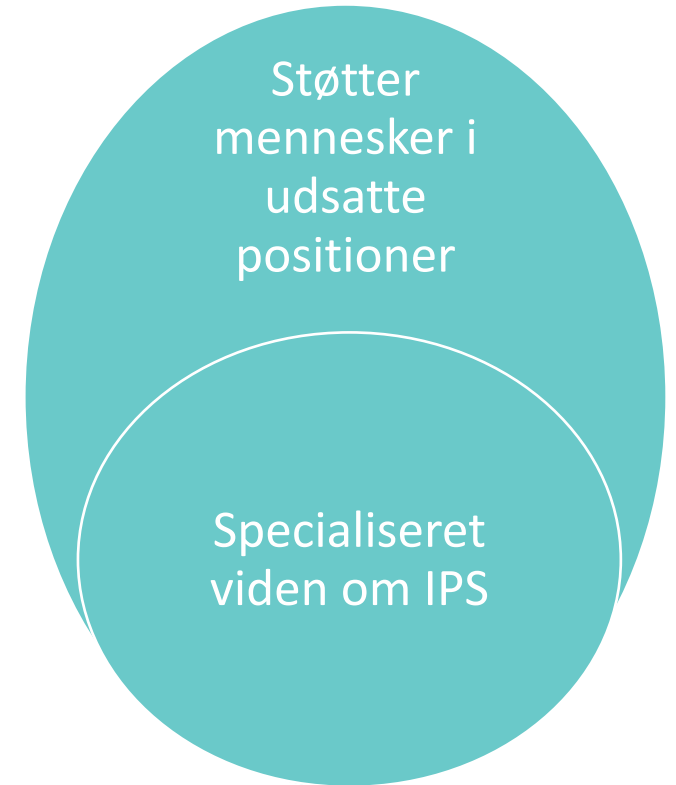 Støtter
mennesker i
udsatte
positioner
Specialiseret
viden om IPS